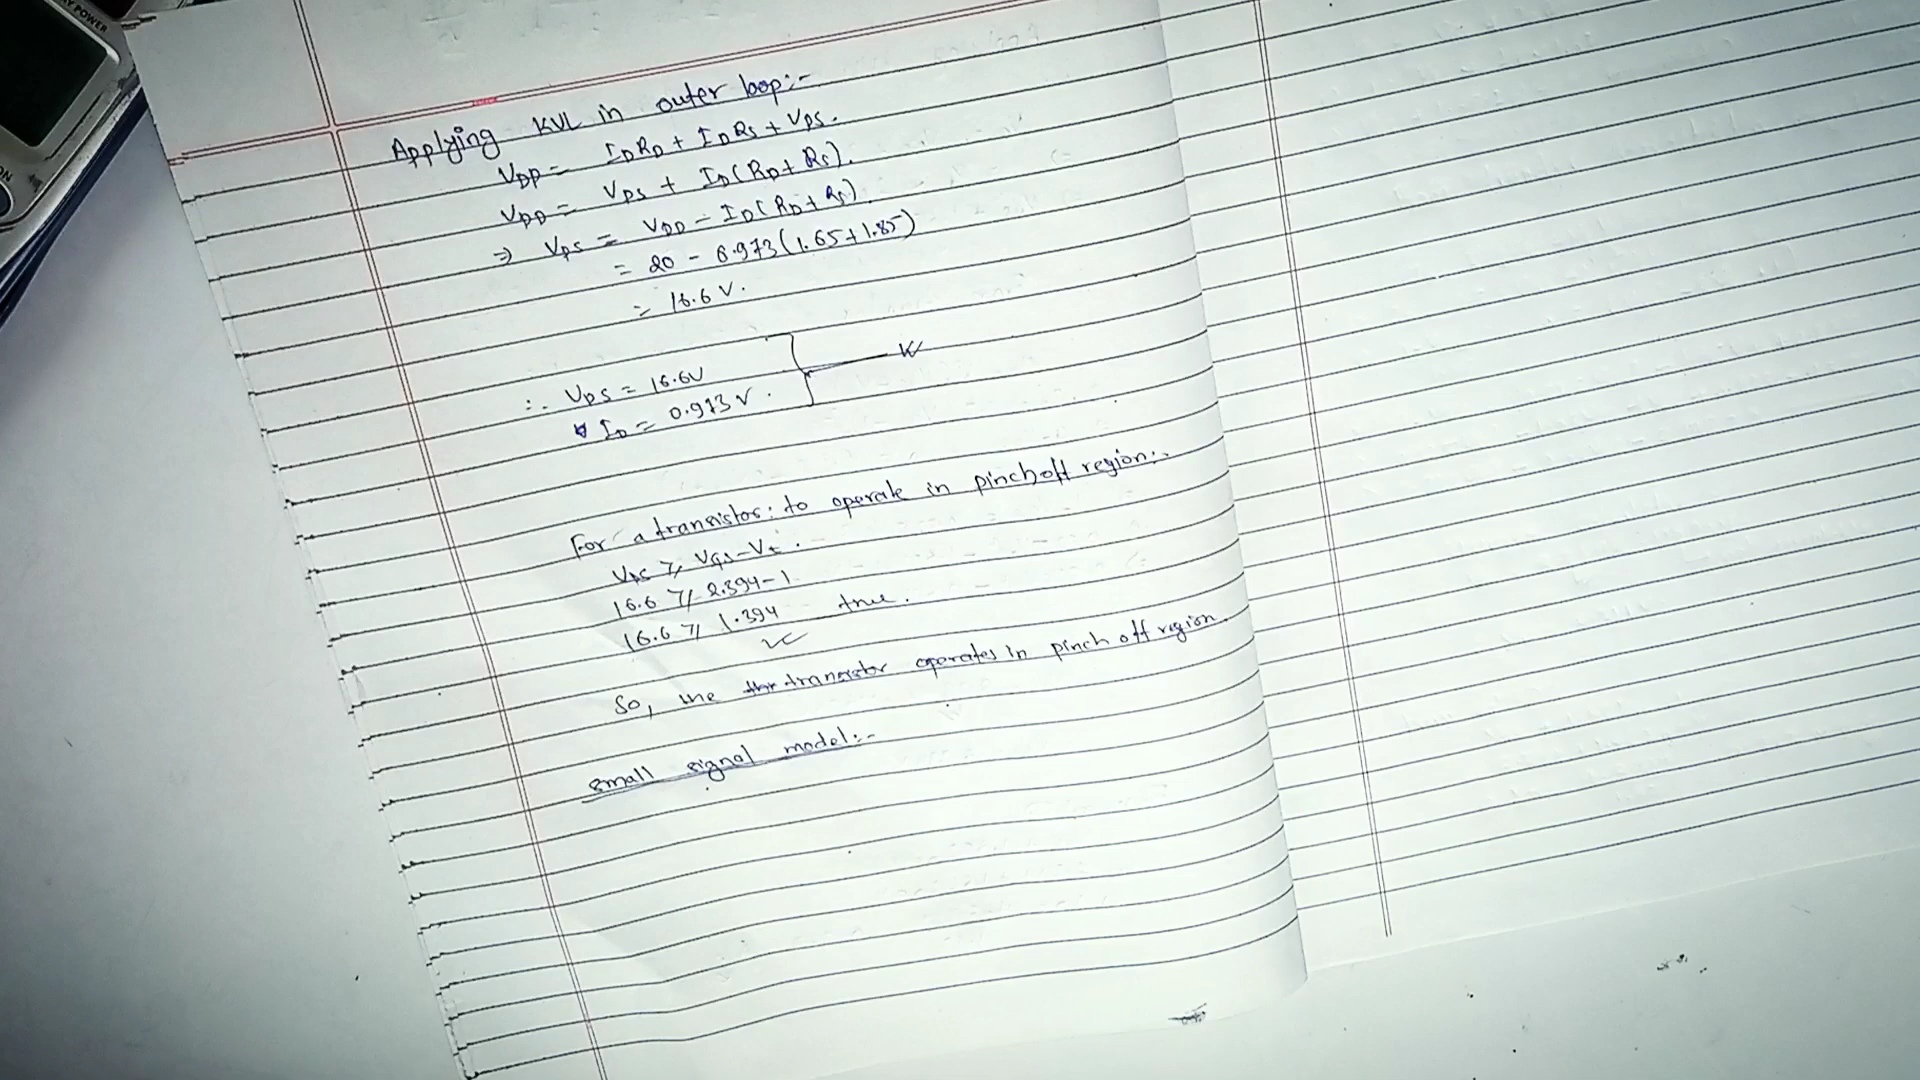 POWER
ON
Applying KVL in outer loop:-
VDD = IDRD + IDRS + VDS.
VDD = VDS + ID(RD+RS).
⇒ VDS = VDD - ID(RD+RS).
= 20 - 0.973(1.65+1.85)
= 16.6 V.
∴ VDS = 16.6V
& ID = 0.973V.
For a transistor: to operate in pinchoff region:-
VDS ≥ VGS-Vt.
16.6 ≥ 2.394-1
16.6 ≥ 1.394 true.
So, the transistor operates in pinch off region.
small signal model:-